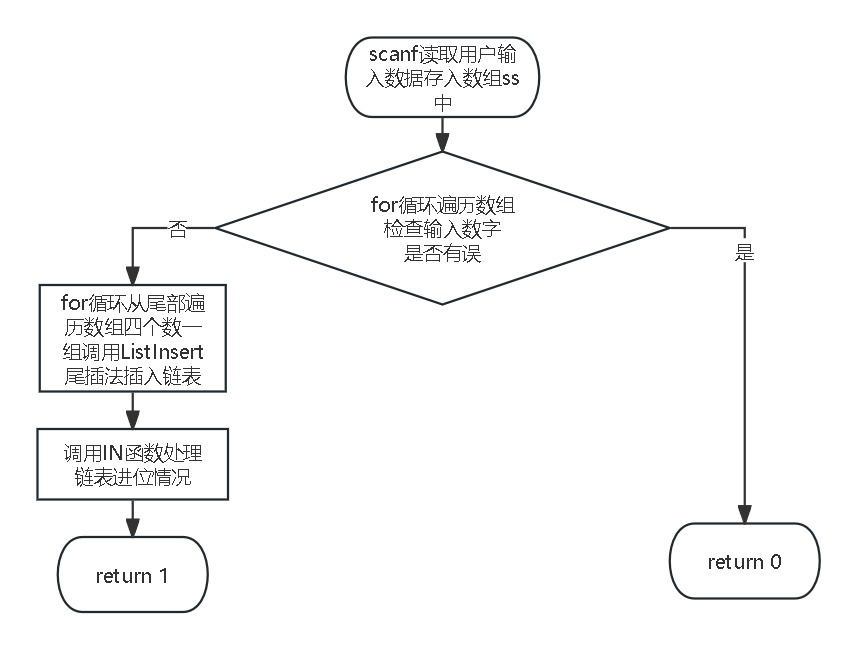 scanf读取用户输
入数据存入数组ss
中
for循环遍历数组
检查输入数字
是否有误
否
是
for循环从尾部遍
历数组四个数一
组调用ListInsert
尾插法插入链表
调用IN函数处理
链表进位情况
return 1
return 0